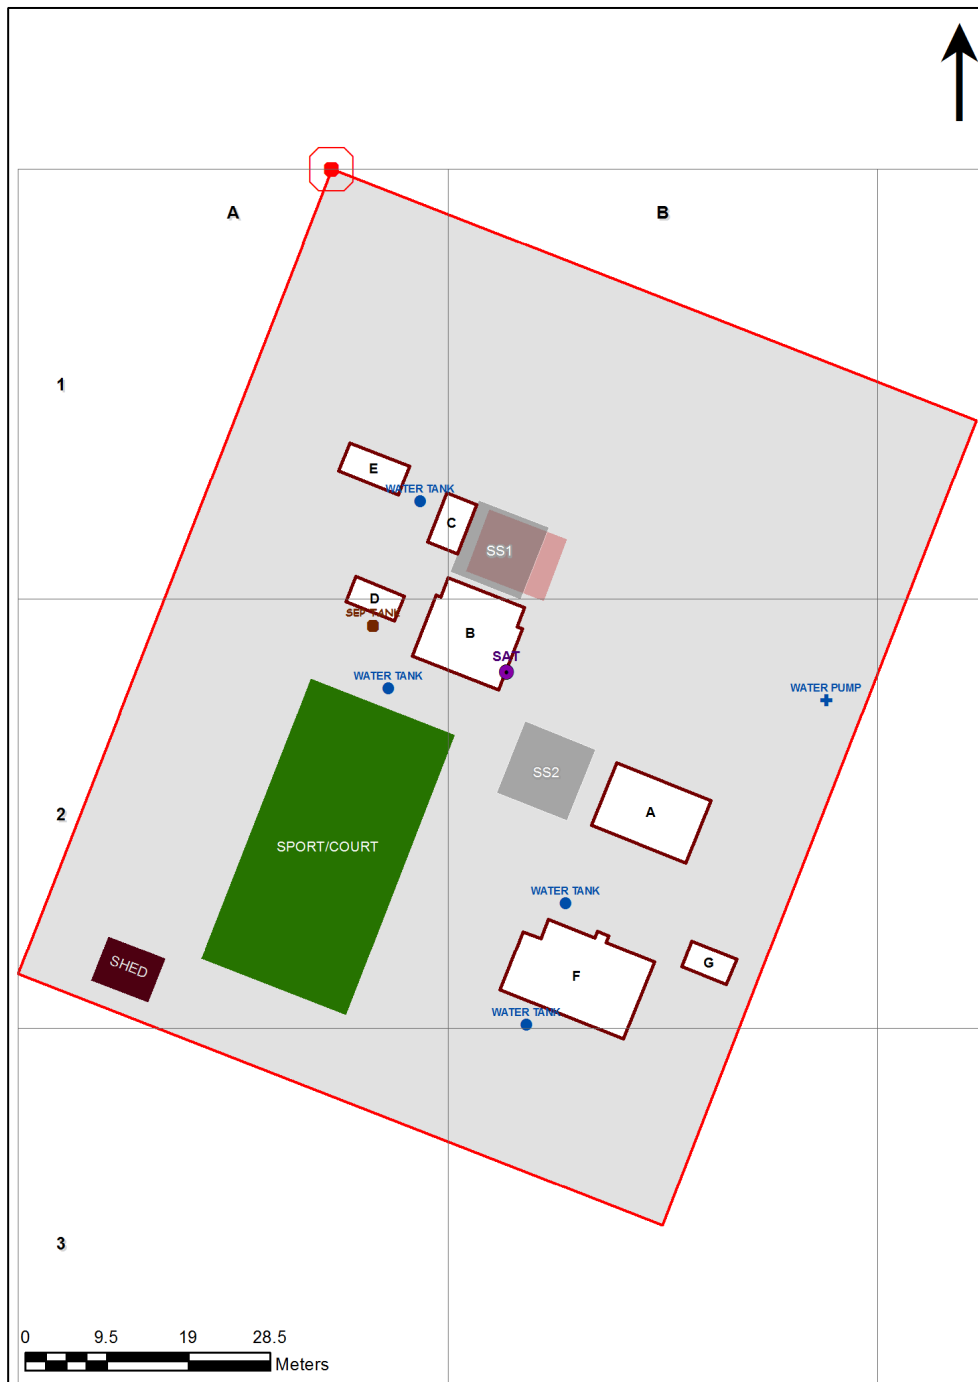 A
B
1
E
WATER TANK
C
SS1
D
SEP TANK
B
SAT
WATER TANK
WATER PUMP
SS2
A
2
SPORT/COURT
WATER TANK
SHED
G
F
WATER TANK
3
0 9.5 19 28.5
Meters